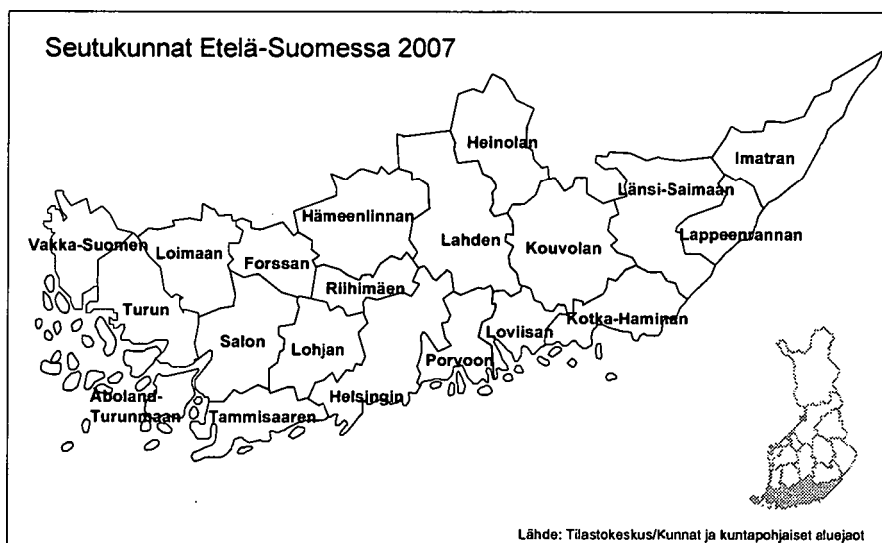 Seutukunnat Etelä-Suomessa 2007
Heinolan
Imatran
Länsi-Saimaan
Hämeenlinnan
Lappeenrannan
Vakka-Suomen
Loimaan
Forssan
Lahden
Kouvolan
Riihimäen
Turun
Salon
Lohjan
Porvoon
Loviisan
Kotka-Haminan
Åboland-
Turunmaan
Tammisaaren
Helsingin
Lähde: Tilastokeskus/Kunnat ja kuntapohjaiset aluejaot